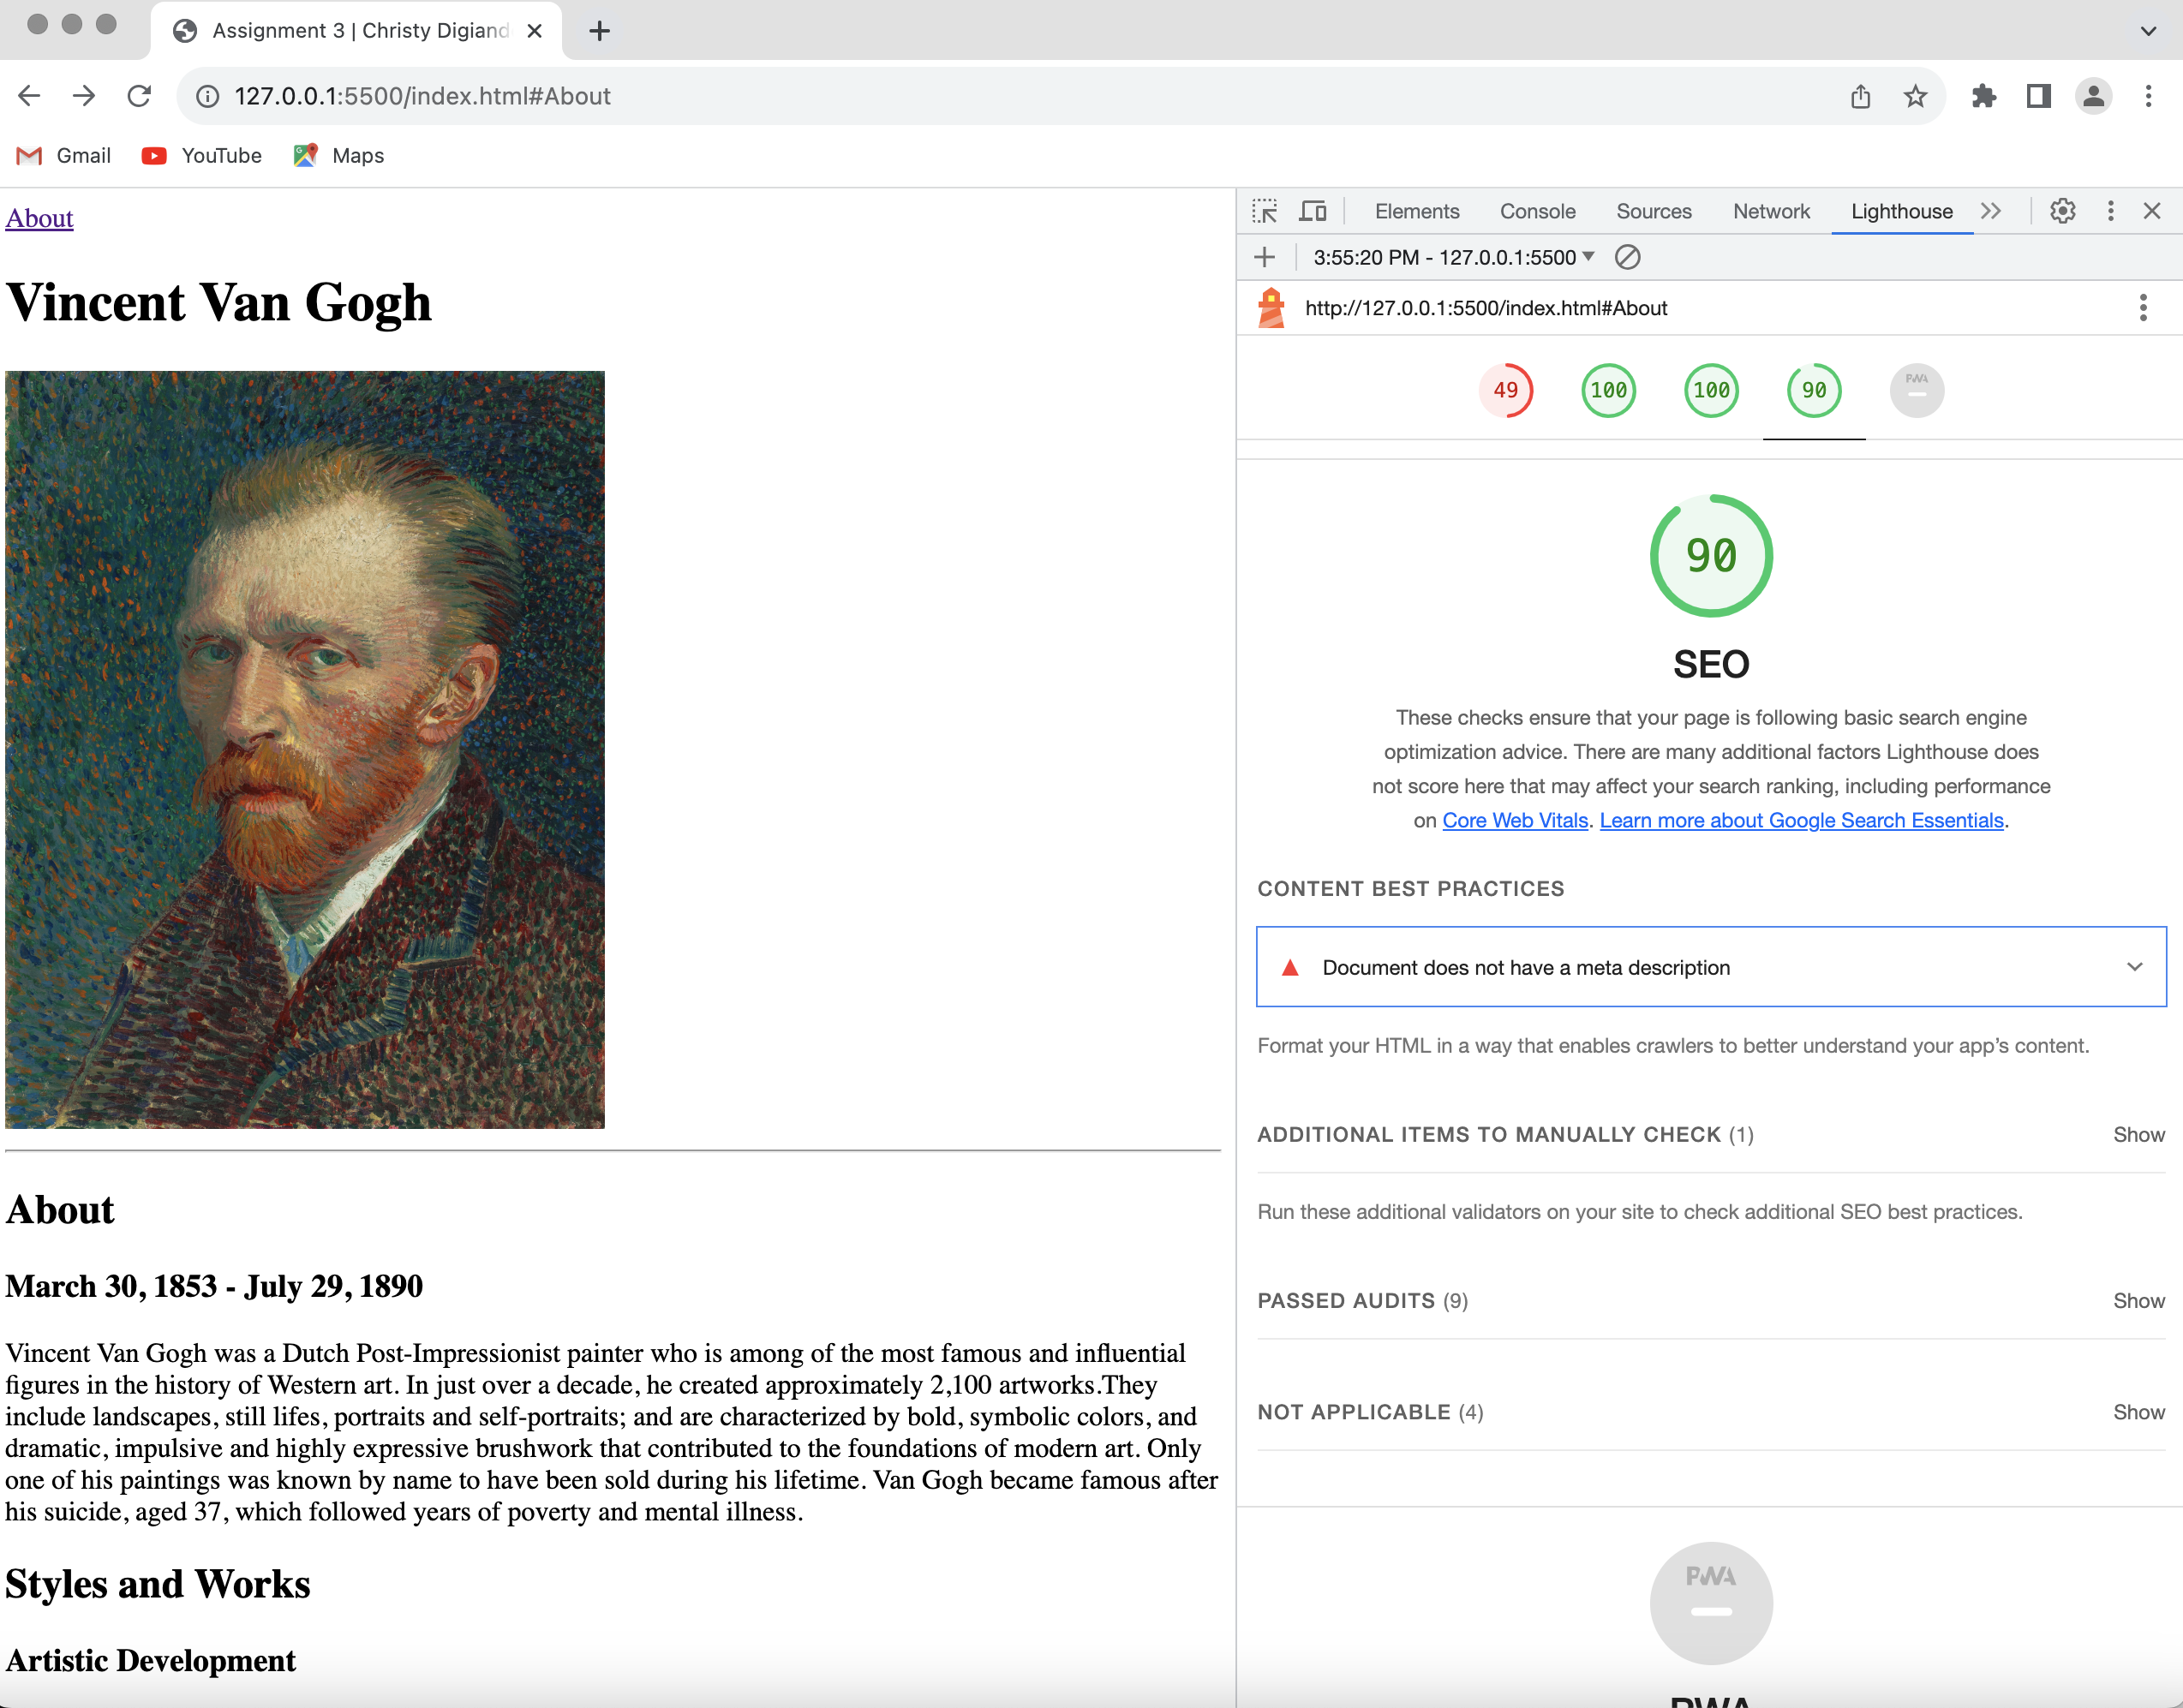 Assignment 3 | Christy Digiand
127.0.0.1:5500/index.html#About
Gmail YouTube Maps
About
Vincent Van Gogh
About
March 30, 1853 - July 29, 1890
Vincent Van Gogh was a Dutch Post-Impressionist painter who is among of the most famous and influential
figures in the history of Western art. In just over a decade, he created approximately 2,100 artworks.They
include landscapes, still lifes, portraits and self-portraits; and are characterized by bold, symbolic colors, and
dramatic, impulsive and highly expressive brushwork that contributed to the foundations of modern art. Only
one of his paintings was known by name to have been sold during his lifetime. Van Gogh became famous after
his suicide, aged 37, which followed years of poverty and mental illness.
Styles and Works
Artistic Development
Elements Console Sources Network Lighthouse
3:55:20 PM - 127.0.0.1:5500
http://127.0.0.1:5500/index.html#About
49 100 100 90 PWA
90
SEO
These checks ensure that your page is following basic search engine
optimization advice. There are many additional factors Lighthouse does
not score here that may affect your search ranking, including performance
on Core Web Vitals. Learn more about Google Search Essentials.
CONTENT BEST PRACTICES
Document does not have a meta description
Format your HTML in a way that enables crawlers to better understand your app’s content.
ADDITIONAL ITEMS TO MANUALLY CHECK (1) Show
Run these additional validators on your site to check additional SEO best practices.
PASSED AUDITS (9) Show
NOT APPLICABLE (4) Show
PWA
PWA